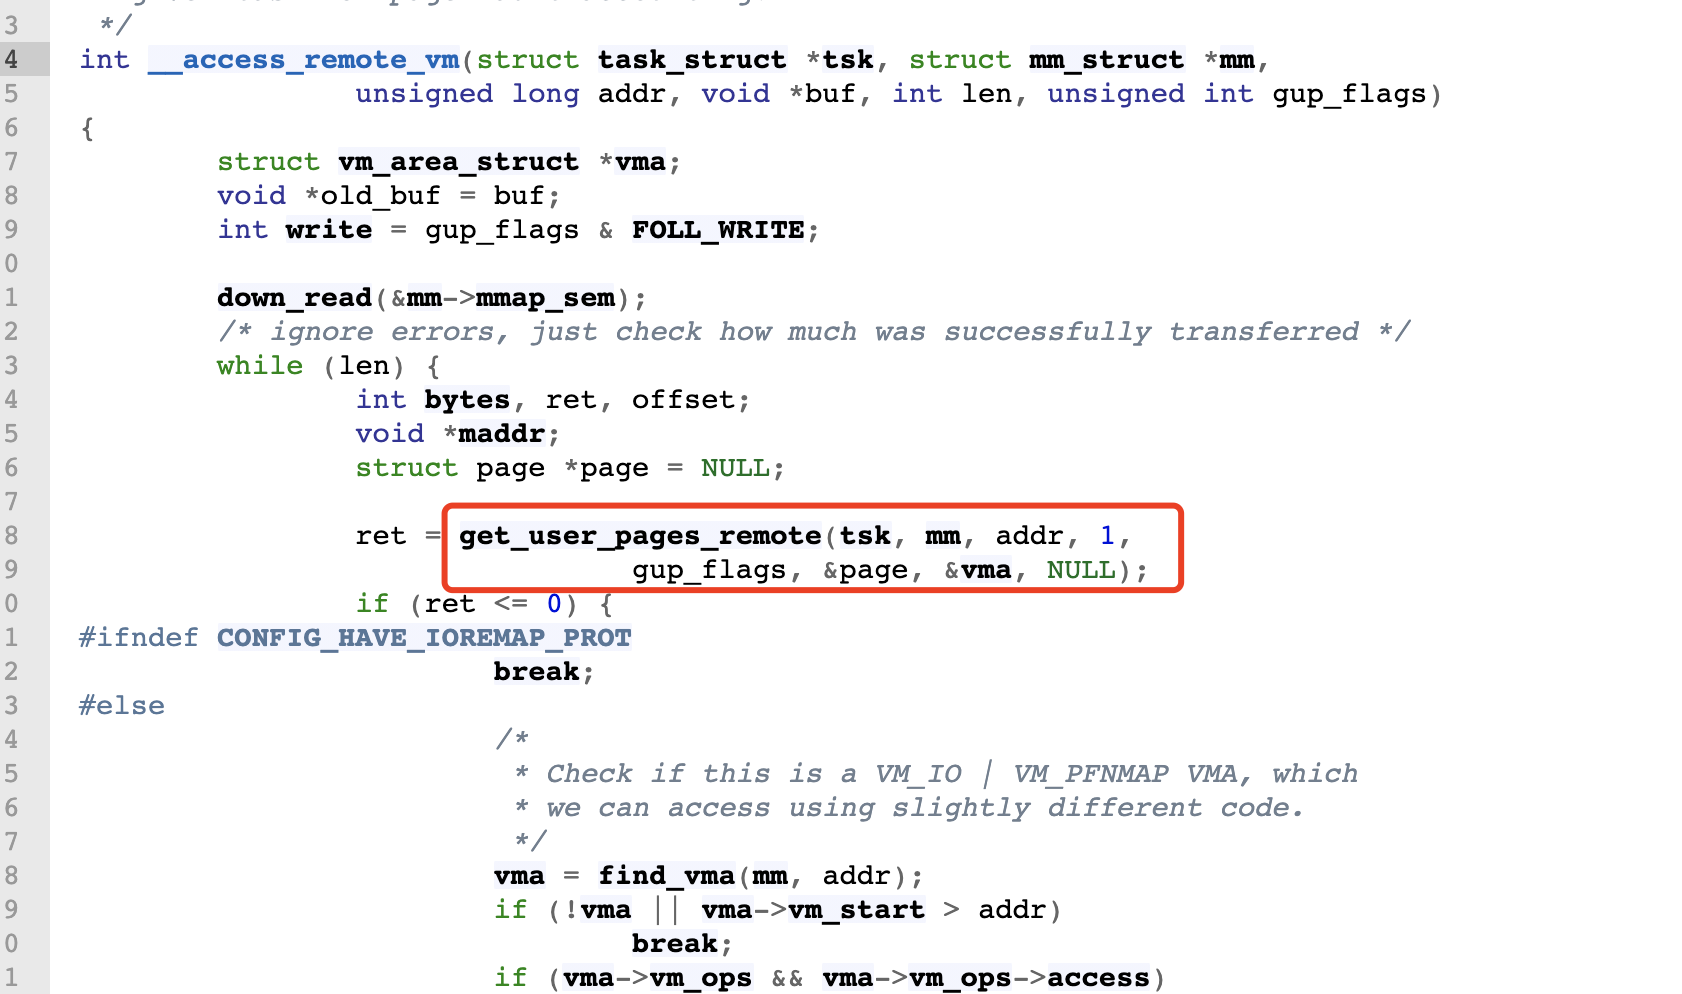 3 */
4 int __access_remote_vm(struct task_struct *tsk, struct mm_struct *mm,
5 unsigned long addr, void *buf, int len, unsigned int gup_flags)
6 {
7 struct vm_area_struct *vma;
8 void *old_buf = buf;
9 int write = gup_flags & FOLL_WRITE;
0
1 down_read(&mm->mmap_sem);
2 /* ignore errors, just check how much was successfully transferred */
3 while (len) {
4 int bytes, ret, offset;
5 void *maddr;
6 struct page *page = NULL;
7
8 ret = get_user_pages_remote(tsk, mm, addr, 1,
9 gup_flags, &page, &vma, NULL);
0 if (ret <= 0) {
1 #ifndef CONFIG_HAVE_IOREMAP_PROT
2 break;
3 #else
4 /*
5 * Check if this is a VM_IO | VM_PFNMAP VMA, which
6 * we can access using slightly different code.
7 */
8 vma = find_vma(mm, addr);
9 if (!vma || vma->vm_start > addr)
0 break;
1 if (vma->vm_ops && vma->vm_ops->access)